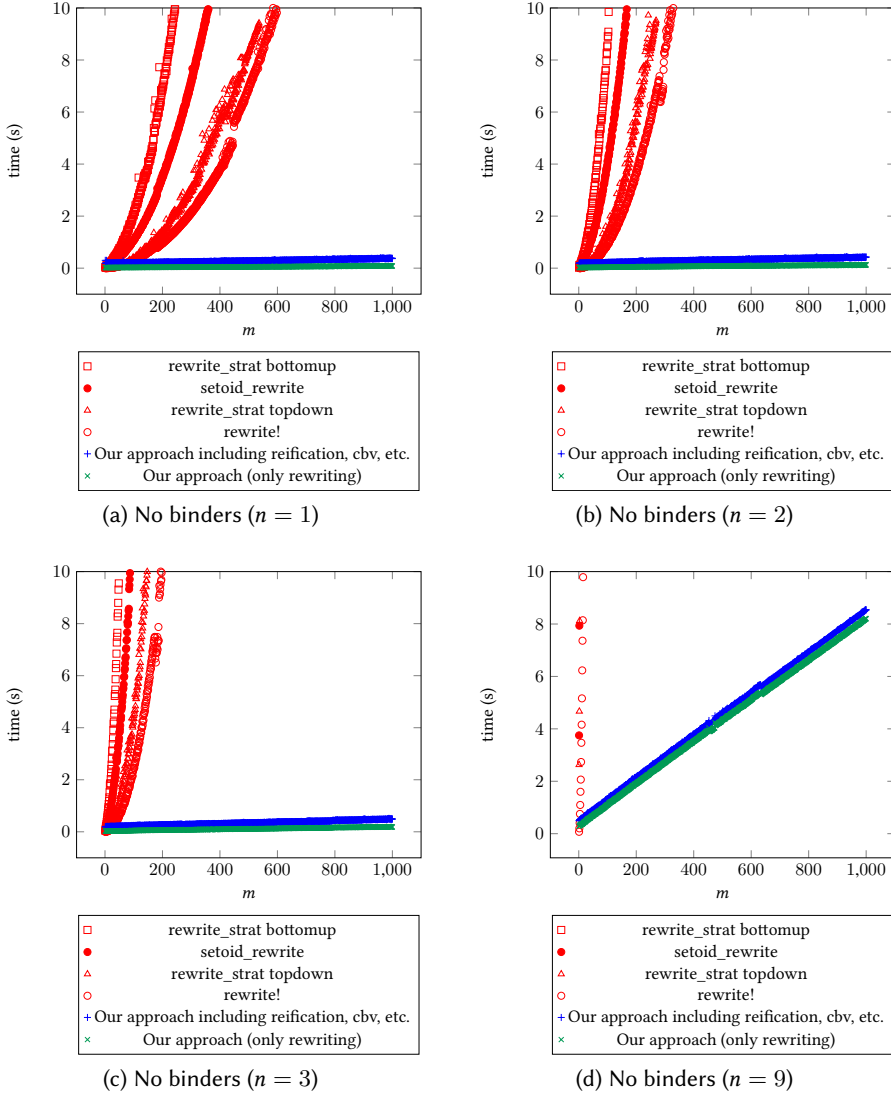 10
8
6
4
2
0
time (s)
0 200 400 600 800 1,000
m
rewrite_strat bottomup
setoid_rewrite
rewrite_strat topdown
rewrite!
Our approach including reification, cbv, etc.
Our approach (only rewriting)
(a) No binders (n = 1)
10
8
6
4
2
0
time (s)
0 200 400 600 800 1,000
m
rewrite_strat bottomup
setoid_rewrite
rewrite_strat topdown
rewrite!
Our approach including reification, cbv, etc.
Our approach (only rewriting)
(b) No binders (n = 2)
10
8
6
4
2
0
time (s)
0 200 400 600 800 1,000
m
rewrite_strat bottomup
setoid_rewrite
rewrite_strat topdown
rewrite!
Our approach including reification, cbv, etc.
Our approach (only rewriting)
(c) No binders (n = 3)
10
8
6
4
2
0
time (s)
0 200 400 600 800 1,000
m
rewrite_strat bottomup
setoid_rewrite
rewrite_strat topdown
rewrite!
Our approach including reification, cbv, etc.
Our approach (only rewriting)
(d) No binders (n = 9)